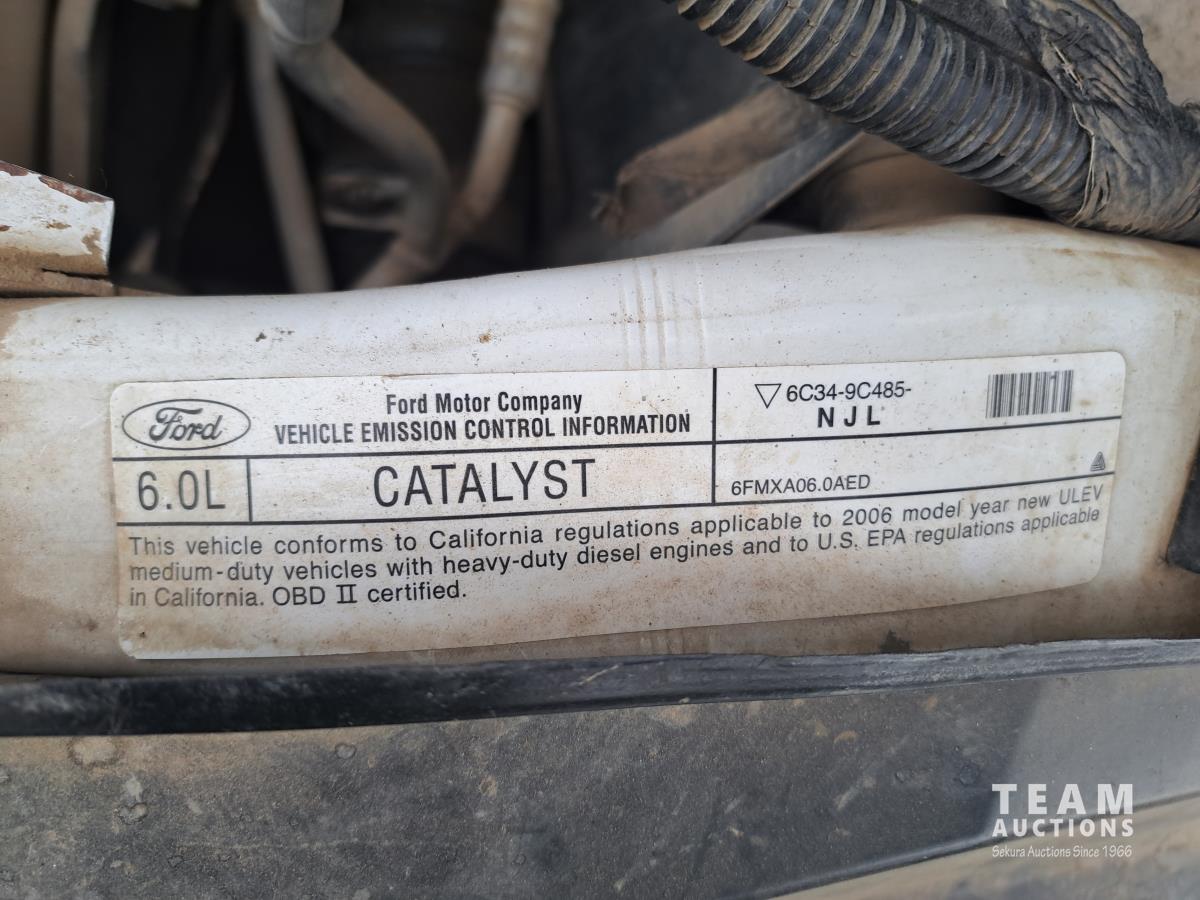 Ford
Ford Motor Company
VEHICLE EMISSION CONTROL INFORMATION
6C34-9C485-
NJL
6.0L
CATALYST
6FMXA06.0AED
This vehicle conforms to California regulations applicable to 2006 model year new ULEV
medium-duty vehicles with heavy-duty diesel engines and to U.S. EPA regulations applicable
in California. OBD II certified.
TEAM
AUCTIONS
Sekura Auctions Since 1966